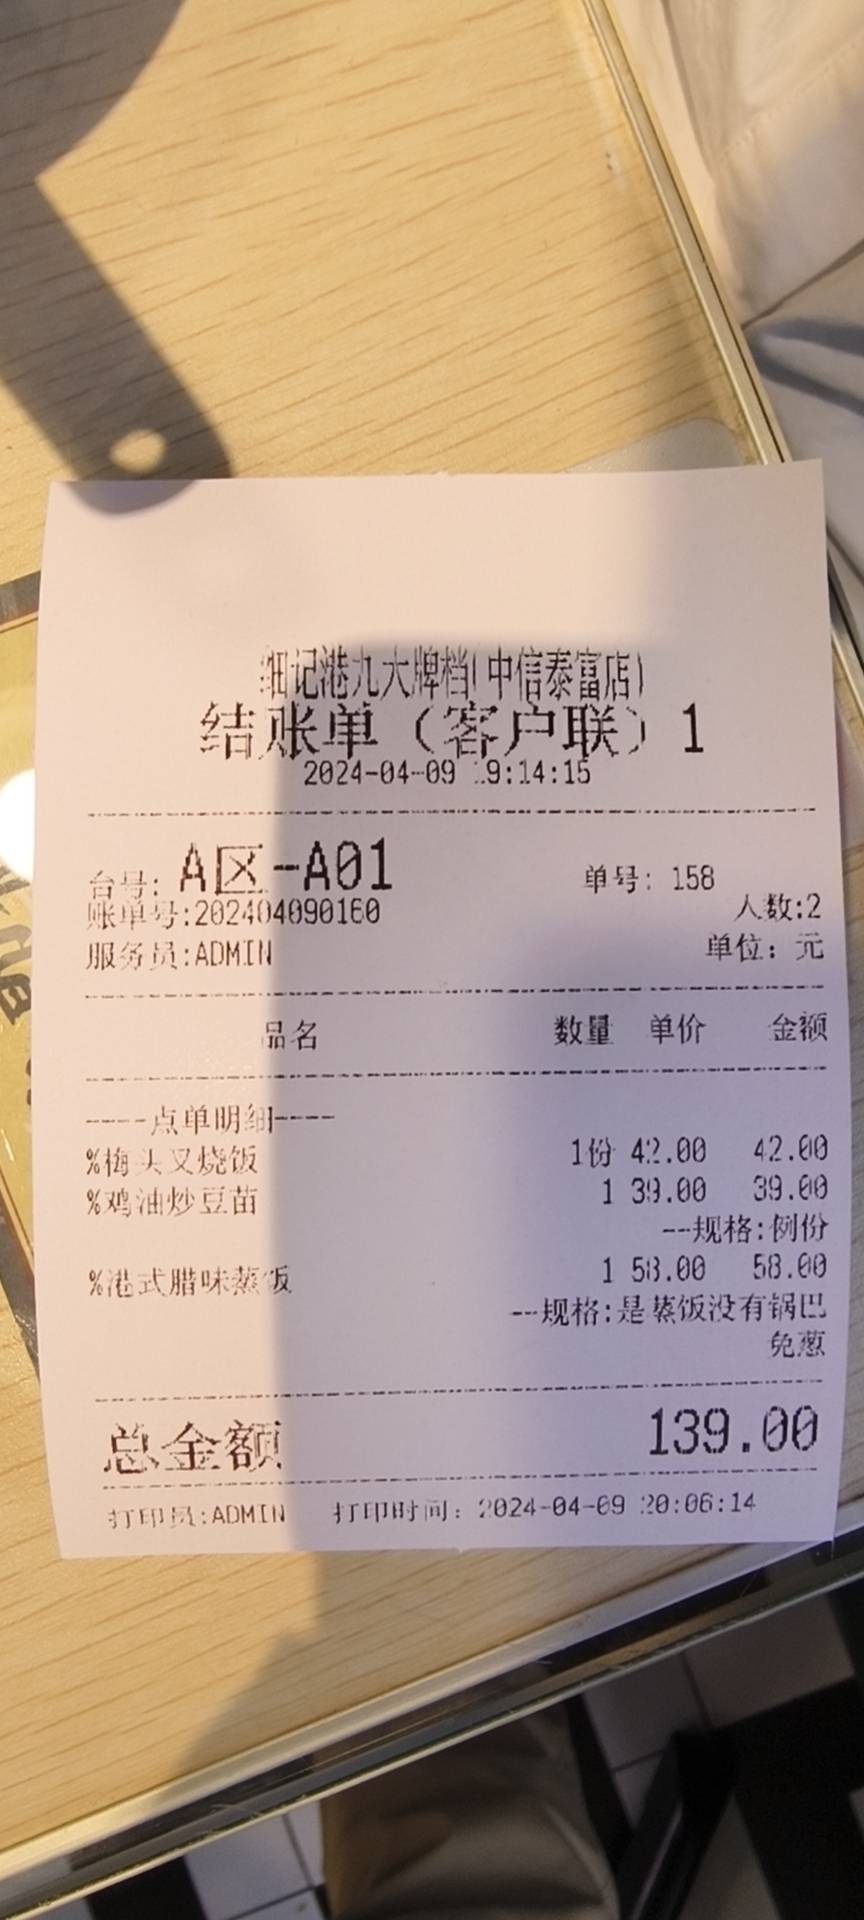 细记港九大牌档(中信泰富店)
结账单（客户联）1
2024-04-09 19:14:15
台号: A区-A01 单号: 158
账单号:202404090160 人数:2
服务员:ADMIN 单位: 元
品名 数量 单价 金额
----点单明细----
%梅头叉烧饭 1份 42.00 42.00
%鸡油炒豆苗 1 39.00 39.00
--规格:例份
%港式腊味蒸饭 1 58.00 58.00
--规格:是蒸饭没有锅巴
免葱
总金额 139.00
打印员:ADMIN 打印时间: 2024-04-09 20:06:14